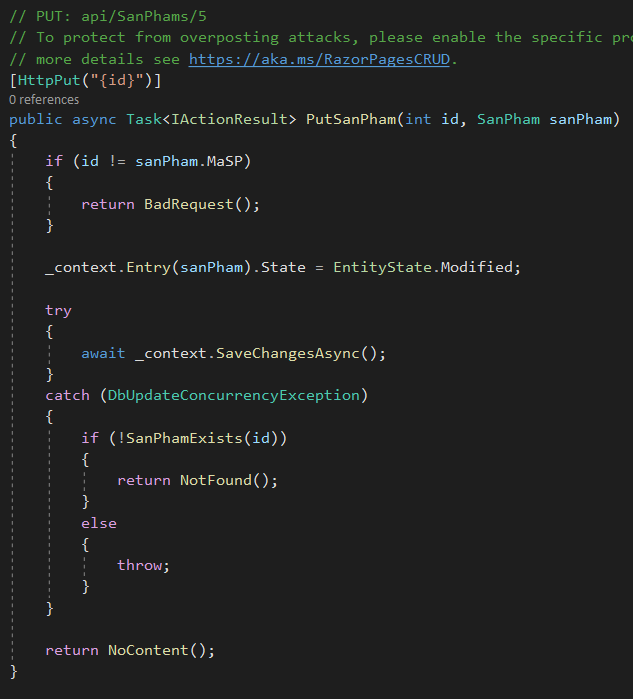 // PUT: api/SanPhams/5
// To protect from overposting attacks, please enable the specific pro
// more details see https://aka.ms/RazorPagesCRUD.
[HttpPut("{id}")]
0 references
public async Task<IActionResult> PutSanPham(int id, SanPham sanPham)
{
    if (id != sanPham.MaSP)
    {
        return BadRequest();
    }

    _context.Entry(sanPham).State = EntityState.Modified;

    try
    {
        await _context.SaveChangesAsync();
    }
    catch (DbUpdateConcurrencyException)
    {
        if (!SanPhamExists(id))
        {
            return NotFound();
        }
        else
        {
            throw;
        }
    }

    return NoContent();
}